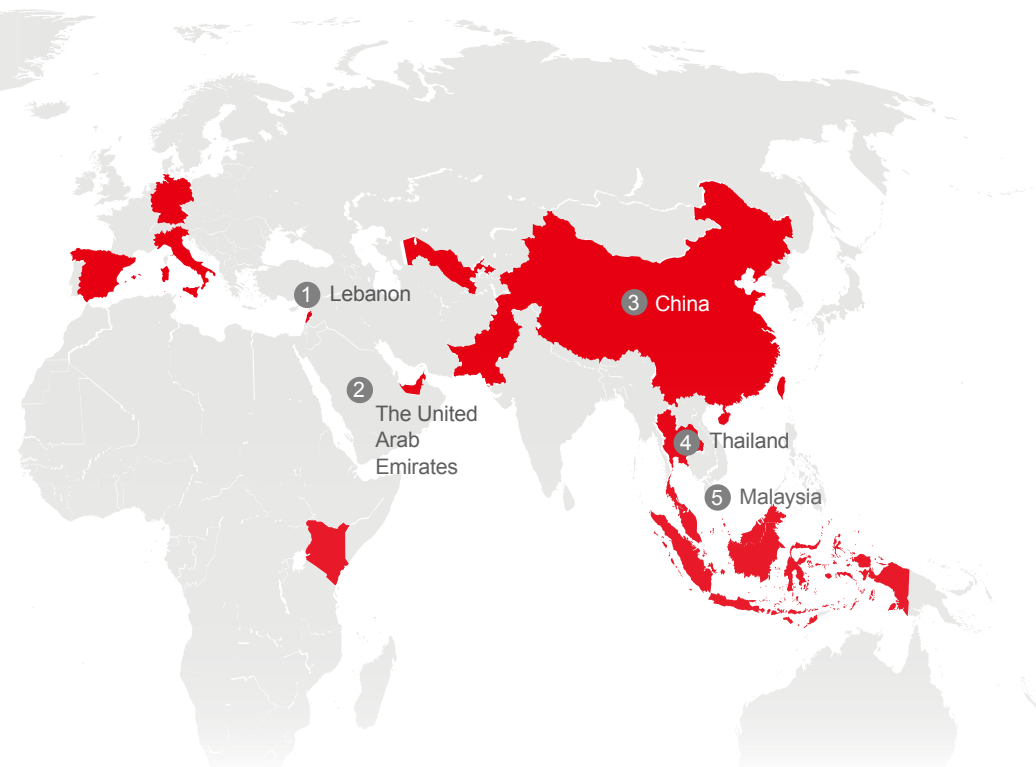 1 Lebanon
2
The United
Arab
Emirates
3 China
4 Thailand
5 Malaysia